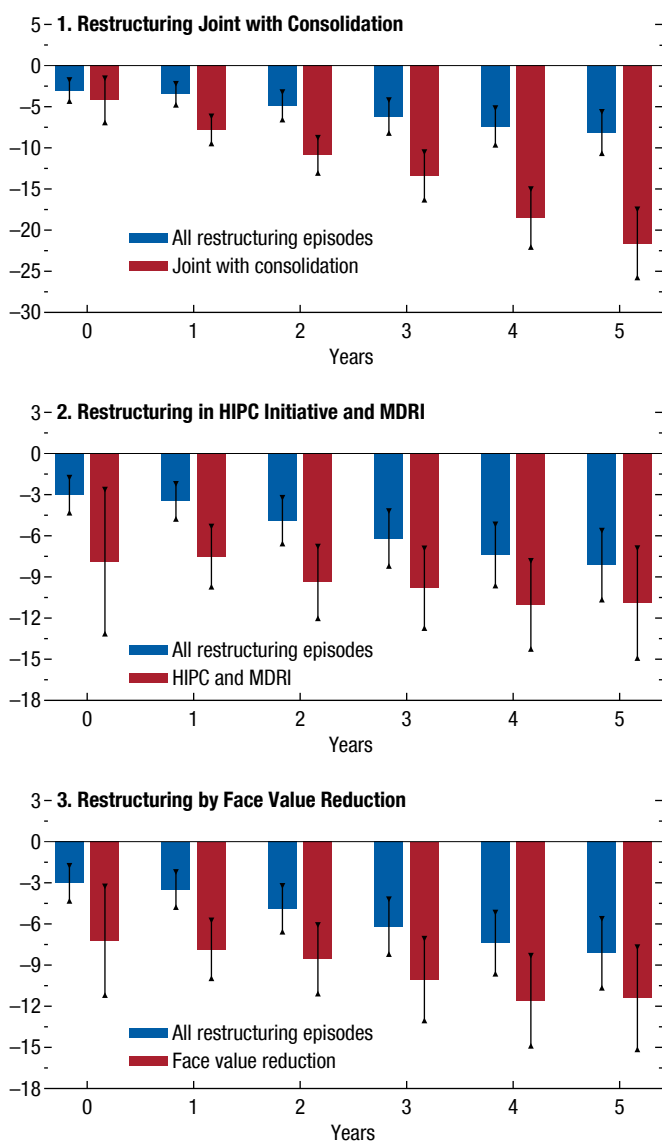 1. Restructuring Joint with Consolidation
5
0
–5
–10
–15
–20
–25
–30
All restructuring episodes
Joint with consolidation
0 1 2 3 4 5
Years
2. Restructuring in HIPC Initiative and MDRI
3
0
–3
–6
–9
–12
–15
–18
All restructuring episodes
HIPC and MDRI
0 1 2 3 4 5
Years
3. Restructuring by Face Value Reduction
3
0
–3
–6
–9
–12
–15
–18
All restructuring episodes
Face value reduction
0 1 2 3 4 5
Years